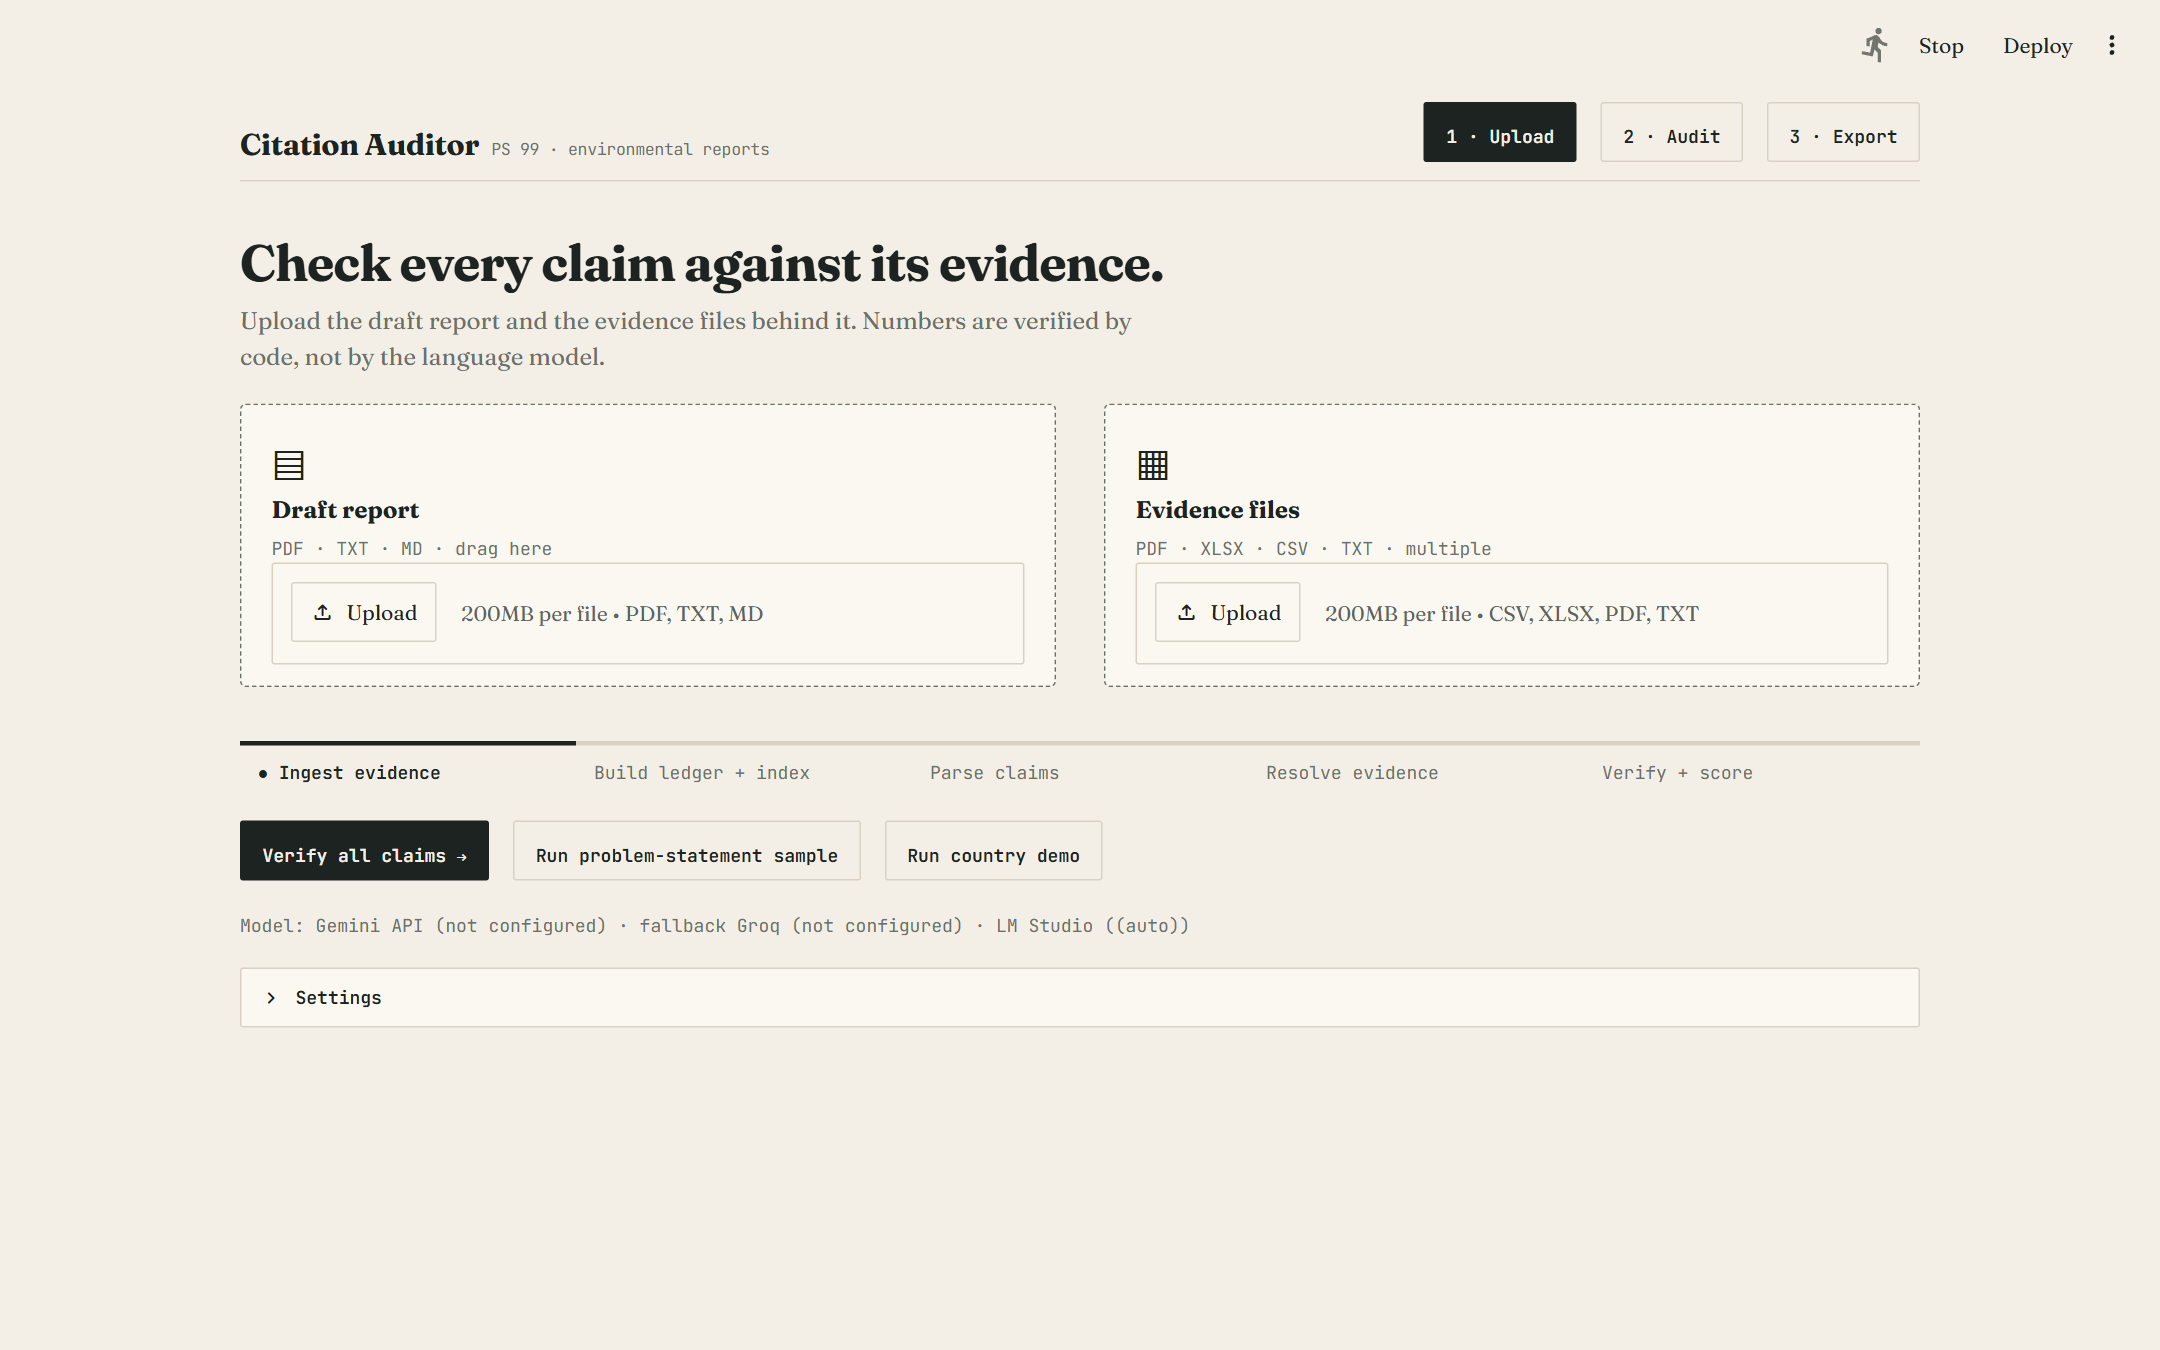 Stop Deploy
Citation Auditor PS 99 · environmental reports
1 · Upload
2 · Audit
3 · Export
Check every claim against its evidence.
Upload the draft report and the evidence files behind it. Numbers are verified by
code, not by the language model.
Draft report
PDF · TXT · MD · drag here
Upload 200MB per file • PDF, TXT, MD
Evidence files
PDF · XLSX · CSV · TXT · multiple
Upload 200MB per file • CSV, XLSX, PDF, TXT
● Ingest evidence
Build ledger + index
Parse claims
Resolve evidence
Verify + score
Verify all claims →
Run problem-statement sample
Run country demo
Model: Gemini API (not configured) · fallback Groq (not configured) · LM Studio ((auto))
Settings